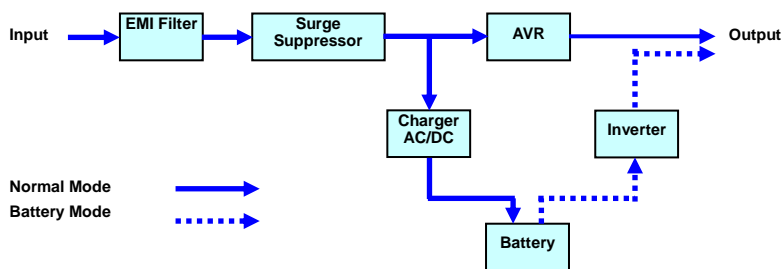 Input
EMI Filter
Surge
Suppressor
AVR
Output
Charger
AC/DC
Inverter
Normal Mode
Battery Mode
Battery